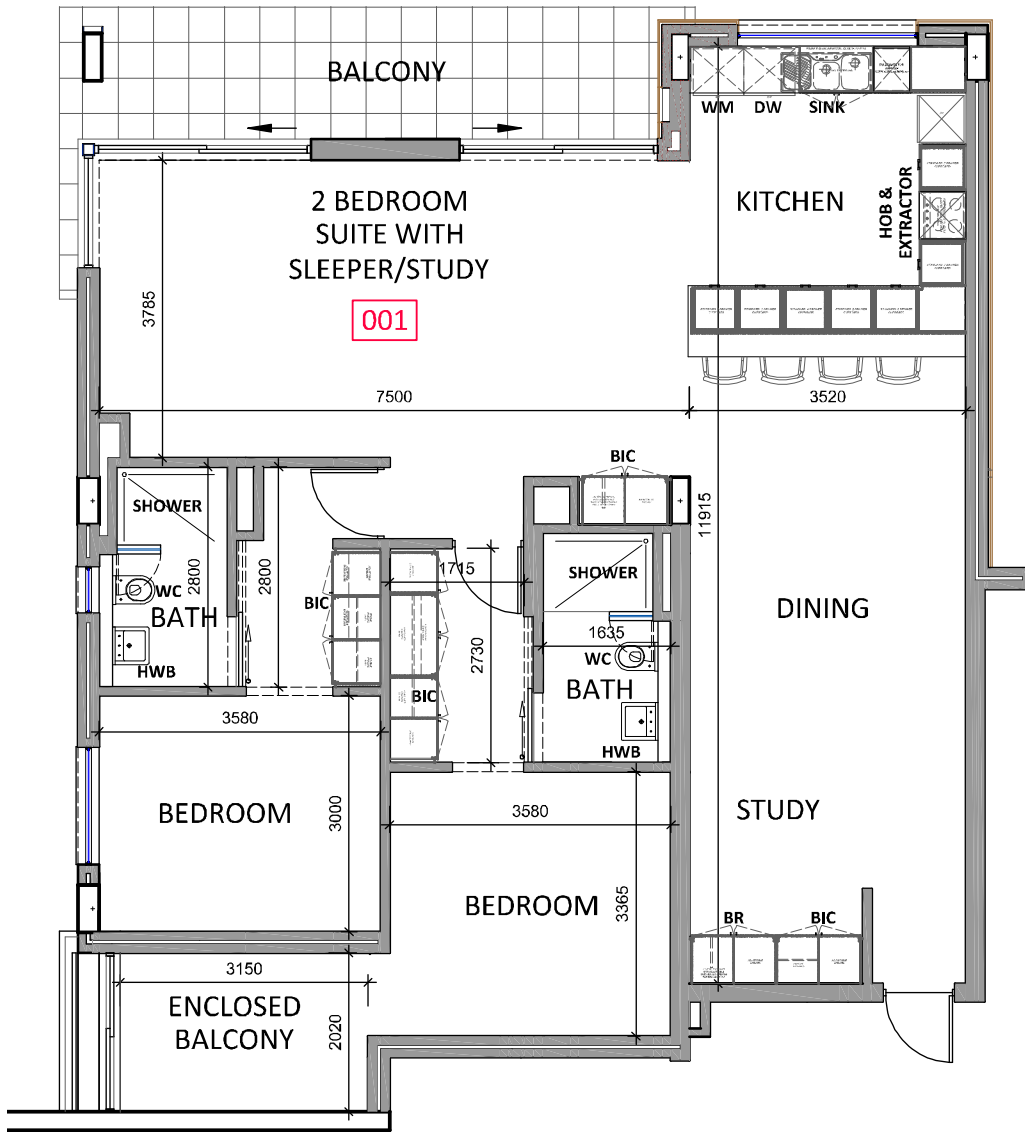 BALCONY
WM
DW
SINK
2 BEDROOM
SUITE WITH
SLEEPER/STUDY
001
KITCHEN
HOB &
EXTRACTOR
3785
7500
3520
BIC
11915
SHOWER
WC
2800
BATH
HWB
2800
BIC
1715
BIC
2730
SHOWER
1635
WC
BATH
HWB
DINING
3580
BEDROOM
3000
3580
BEDROOM
3365
STUDY
BR
BIC
3150
ENCLOSED
BALCONY
2020